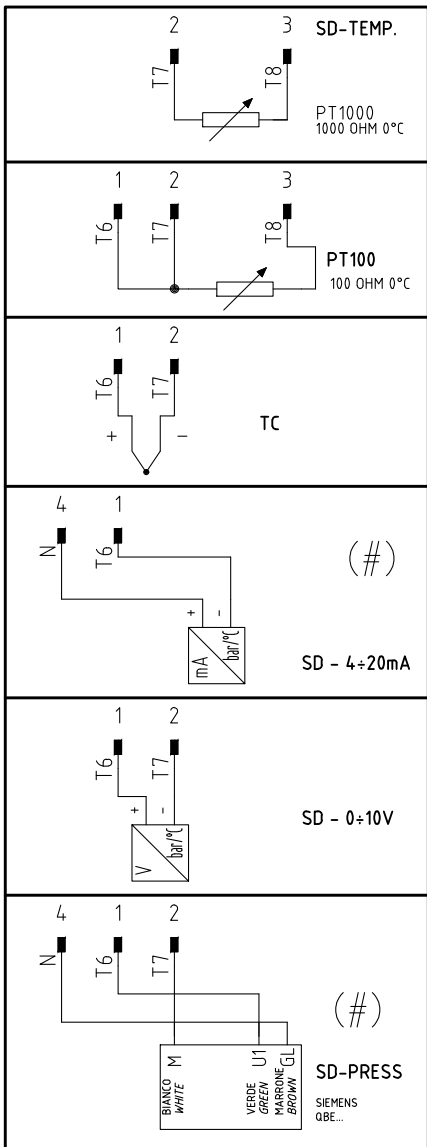 2 3 SD-TEMP.
T7 T8
PT1000
1000 OHM 0°C
1 2 3
T6 T7 T8
PT100
100 OHM 0°C
1 2
T6 T7
+ -
TC
4 1
N T6
(#)
+ -
mA bar/°C
SD - 4÷20mA
1 2
T6 T7
+ -
V bar/°C
SD - 0÷10V
4 1 2
N T6 T7
(#)
M U1 GL
BIANCO VERDE MARRONE
WHITE GREEN BROWN
SD-PRESS
SIEMENS
QBE...